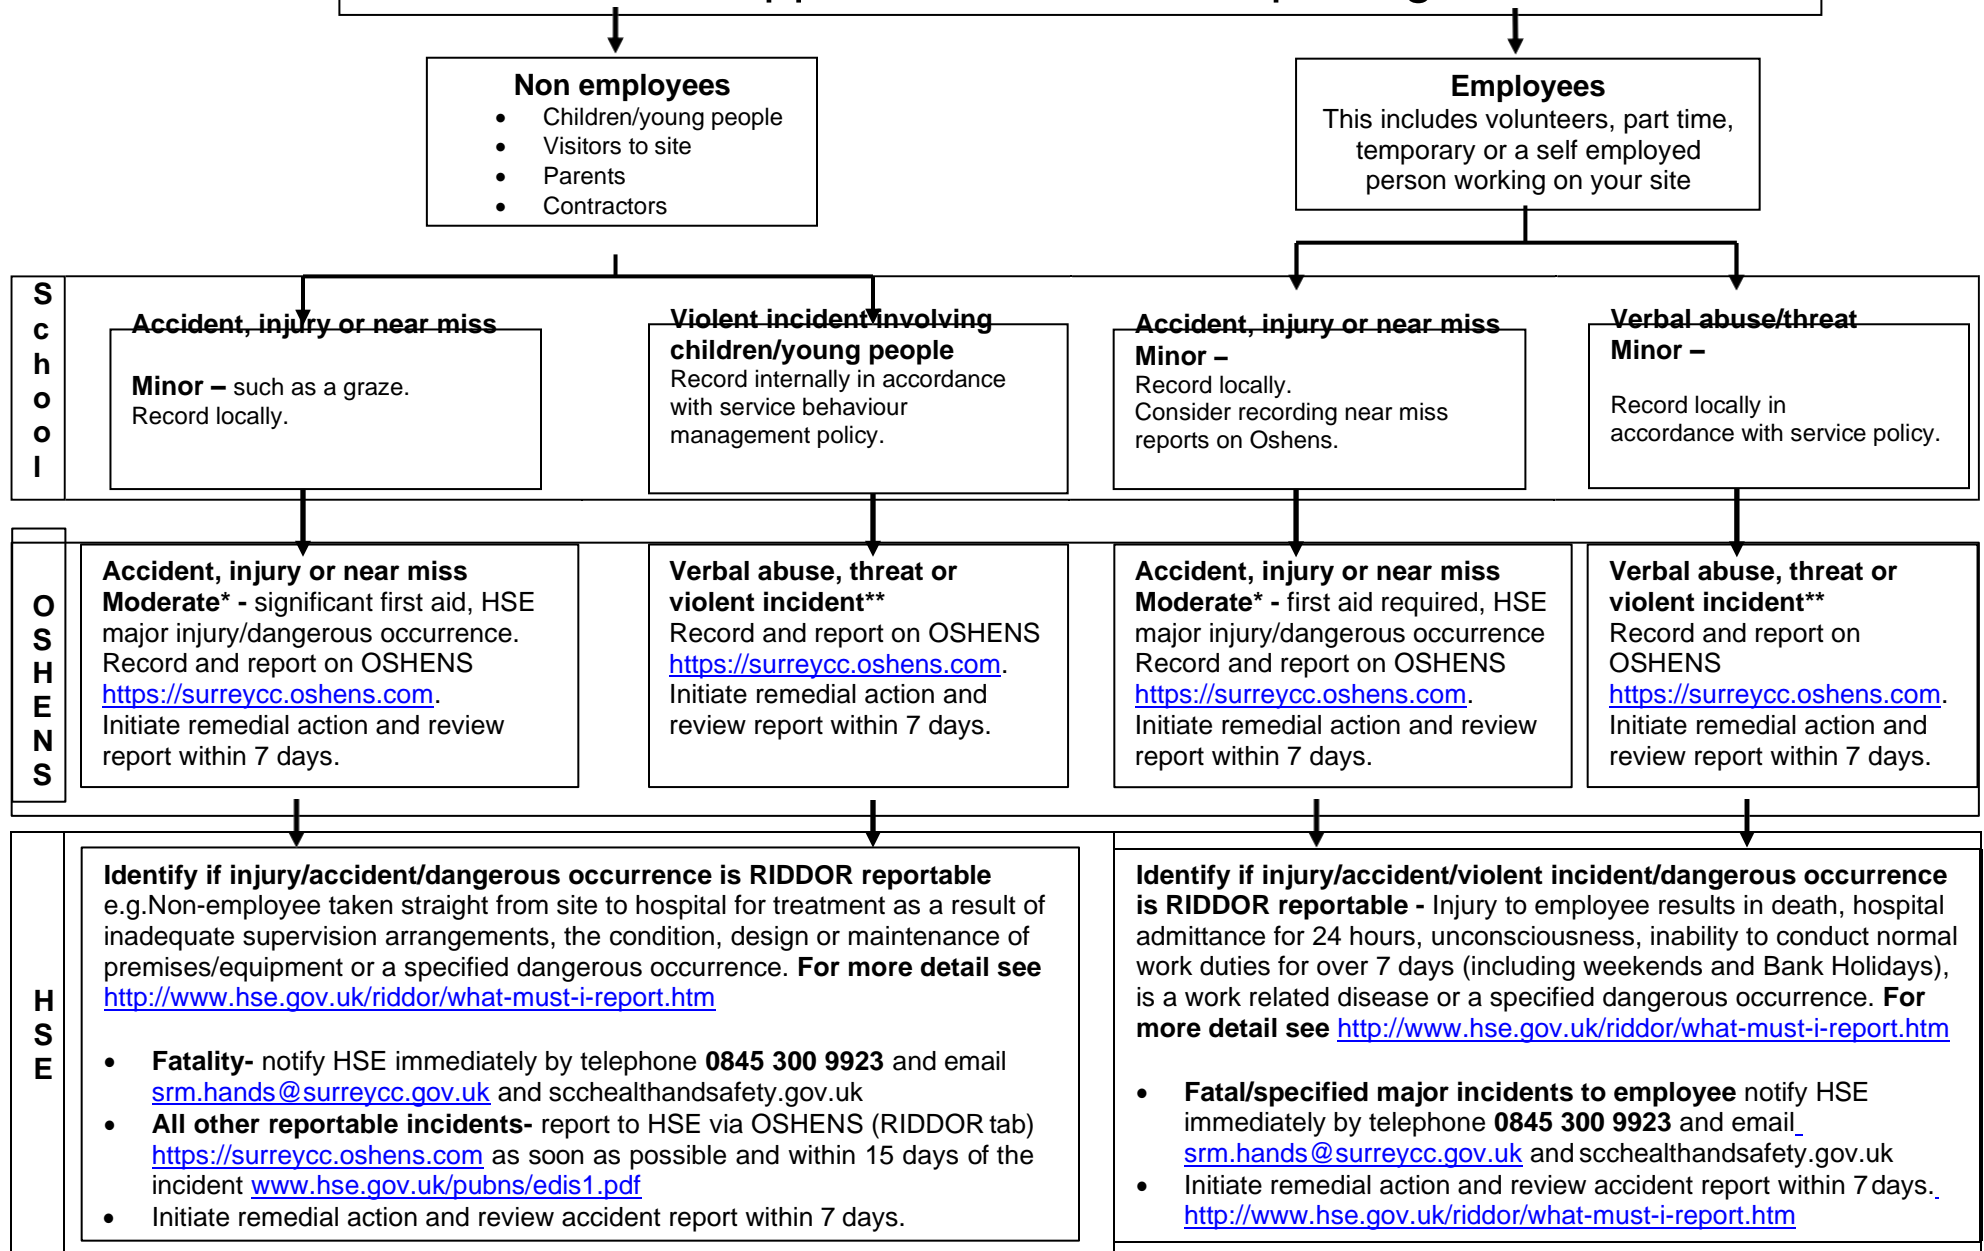 Non employees
• Children/young people
• Visitors to site
• Parents
• Contractors
Employees
This includes volunteers, part time,
temporary or a self employed
person working on your site
S
c
h
o
o
l
Accident, injury or near miss
Minor – such as a graze.
Record locally.
Violent incident involving
children/young people
Record internally in accordance
with service behaviour
management policy.
Accident, injury or near miss
Minor –
Record locally.
Consider recording near miss
reports on Oshens.
Verbal abuse/threat
Minor –
Record locally in
accordance with service policy.
O
S
H
E
N
S
Accident, injury or near miss
Moderate* - significant first aid, HSE
major injury/dangerous occurrence.
Record and report on OSHENS
https://surreycc.oshens.com.
Initiate remedial action and review
report within 7 days.
Verbal abuse, threat or
violent incident**
Record and report on OSHENS
https://surreycc.oshens.com.
Initiate remedial action and
review report within 7 days.
Accident, injury or near miss
Moderate* - first aid required, HSE
major injury/dangerous occurrence
Record and report on OSHENS
https://surreycc.oshens.com.
Initiate remedial action and review
report within 7 days.
Verbal abuse, threat or
violent incident**
Record and report on
OSHENS
https://surreycc.oshens.com.
Initiate remedial action and
review report within 7 days.
H
S
E
Identify if injury/accident/dangerous occurrence is RIDDOR reportable
e.g.Non-employee taken straight from site to hospital for treatment as a result of
inadequate supervision arrangements, the condition, design or maintenance of
premises/equipment or a specified dangerous occurrence. For more detail see
http://www.hse.gov.uk/riddor/what-must-i-report.htm
• Fatality- notify HSE immediately by telephone 0845 300 9923 and email
srm.hands@surreycc.gov.uk and scchealthandsafety.gov.uk
• All other reportable incidents- report to HSE via OSHENS (RIDDOR tab)
https://surreycc.oshens.com as soon as possible and within 15 days of the
incident www.hse.gov.uk/pubns/edis1.pdf
• Initiate remedial action and review accident report within 7 days.
Identify if injury/accident/violent incident/dangerous occurrence
is RIDDOR reportable - Injury to employee results in death, hospital
admittance for 24 hours, unconsciousness, inability to conduct normal
work duties for over 7 days (including weekends and Bank Holidays),
is a work related disease or a specified dangerous occurrence. For
more detail see http://www.hse.gov.uk/riddor/what-must-i-report.htm
• Fatal/specified major incidents to employee notify HSE
immediately by telephone 0845 300 9923 and email
srm.hands@surreycc.gov.uk and scchealthandsafety.gov.uk
• Initiate remedial action and review accident report within 7 days.
http://www.hse.gov.uk/riddor/what-must-i-report.htm